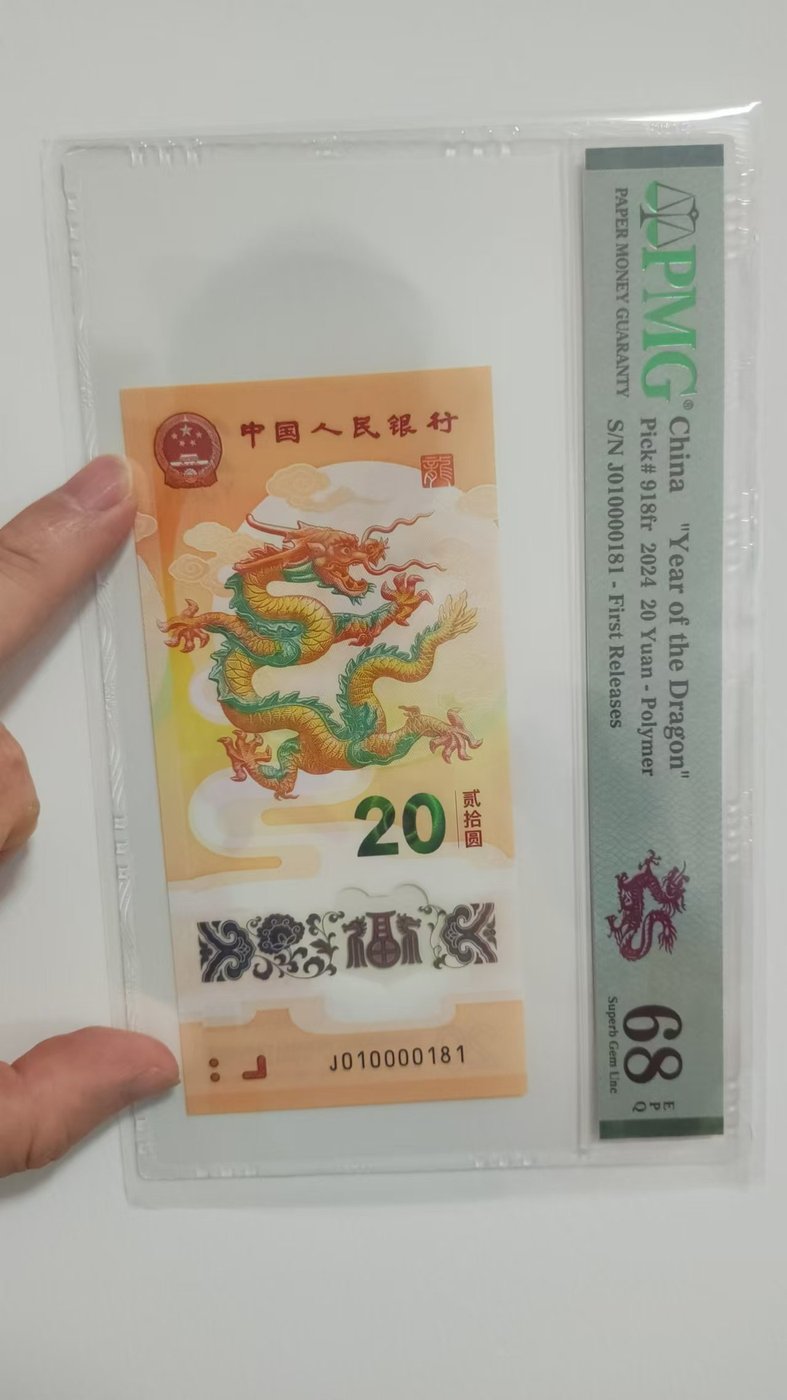 中国人民银行
龍
20
贰拾圆
J010000181
PMG®
PAPER MONEY GUARANTY
China "Year of the Dragon"
Pick# 918fr 2024 20 Yuan - Polymer
S/N J010000181 - First Releases
68
EPQ
Superb Gem Unc